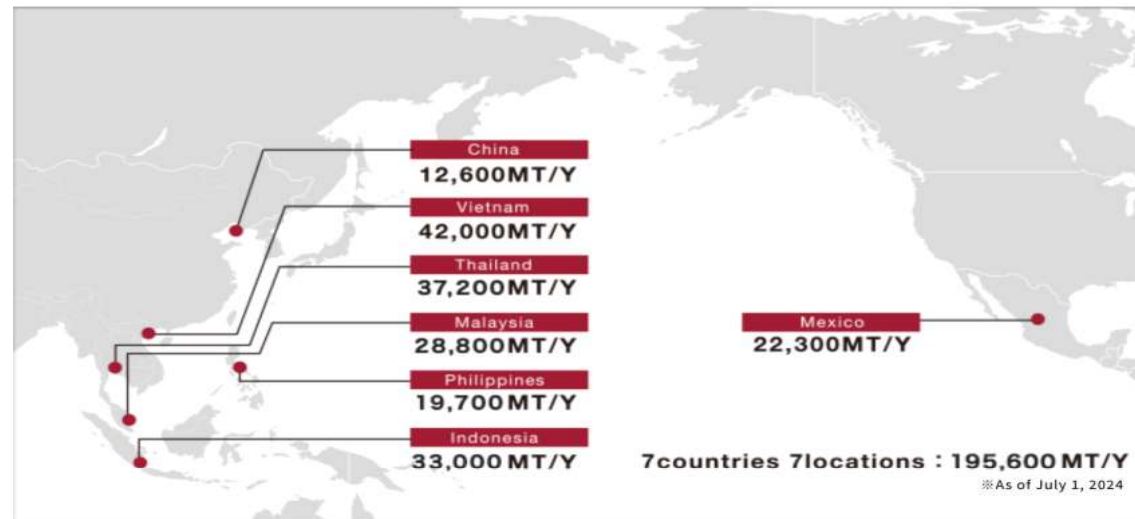 China
12,600MT/Y
Vietnam
42,000MT/Y
Thailand
37,200MT/Y
Malaysia
28,800MT/Y
Philippines
19,700MT/Y
Indonesia
33,000MT/Y
Mexico
22,300MT/Y
7countries 7locations：195,600MT/Y
※As of July 1, 2024